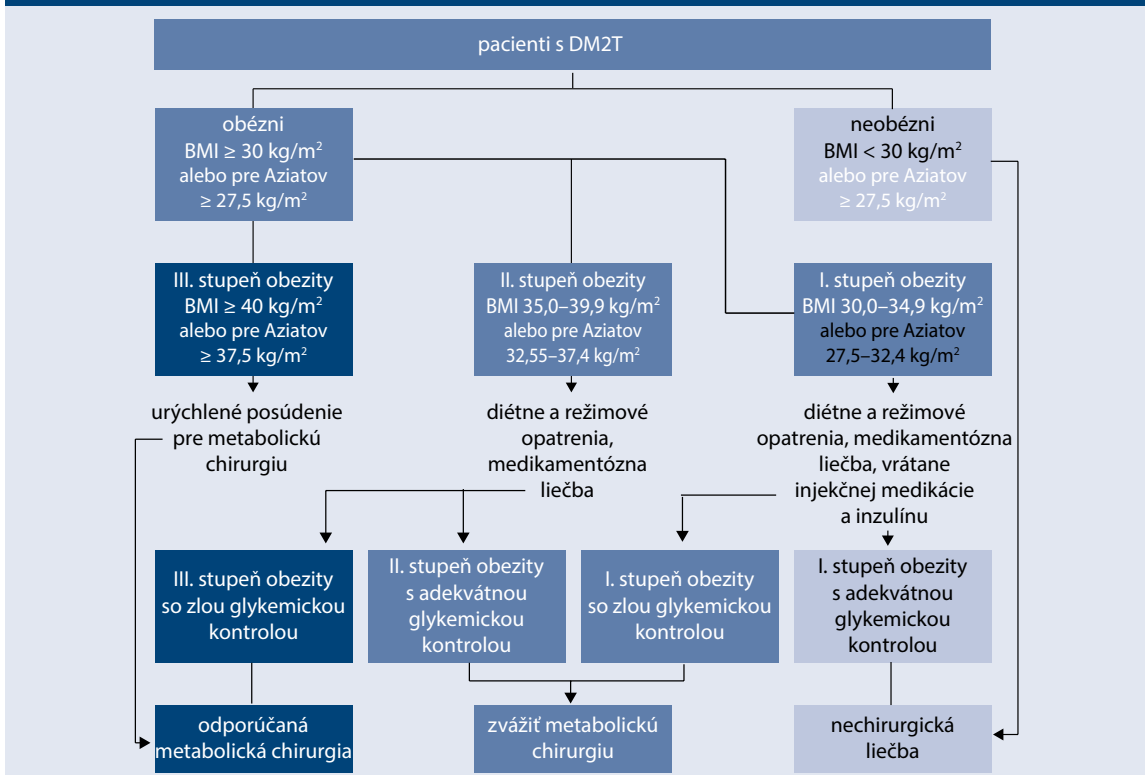 pacienti s DM2T
obézni
BMI ≥ 30 kg/m²
alebo pre Aziatov
≥ 27,5 kg/m²
neobézni
BMI < 30 kg/m²
alebo pre Aziatov
≥ 27,5 kg/m²
III. stupeň obezity
BMI ≥ 40 kg/m²
alebo pre Aziatov
≥ 37,5 kg/m²
II. stupeň obezity
BMI 35,0–39,9 kg/m²
alebo pre Aziatov
32,55–37,4 kg/m²
I. stupeň obezity
BMI 30,0–34,9 kg/m²
alebo pre Aziatov
27,5–32,4 kg/m²
urýchlené posúdenie
pre metabolickú
chirurgiu
diétne a režimové
opatrenia,
medikamentózna
liečba
diétne a režimové
opatrenia, medikamentózna
liečba, vrátane
injekčnej medikácie
a inzulínu
III. stupeň obezity
so zlou glykemickou
kontrolou
II. stupeň obezity
s adekvátnou
glykemickou
kontrolou
I. stupeň obezity
so zlou glykemickou
kontrolou
I. stupeň obezity
s adekvátnou
glykemickou
kontrolou
odporúčaná
metabolická chirurgia
zvážiť metabolickú
chirurgiu
nechirurgická
liečba